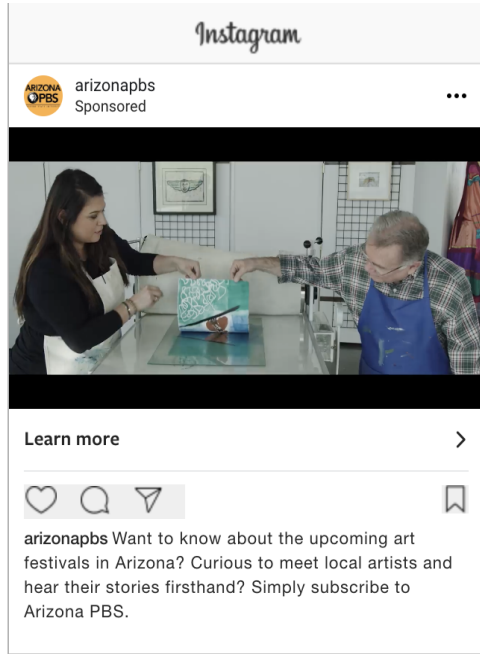 Instagram
ARIZONA
PBS
arizonapbs
Sponsored
Learn more
arizonapbs Want to know about the upcoming art
festivals in Arizona? Curious to meet local artists and
hear their stories firsthand? Simply subscribe to
Arizona PBS.